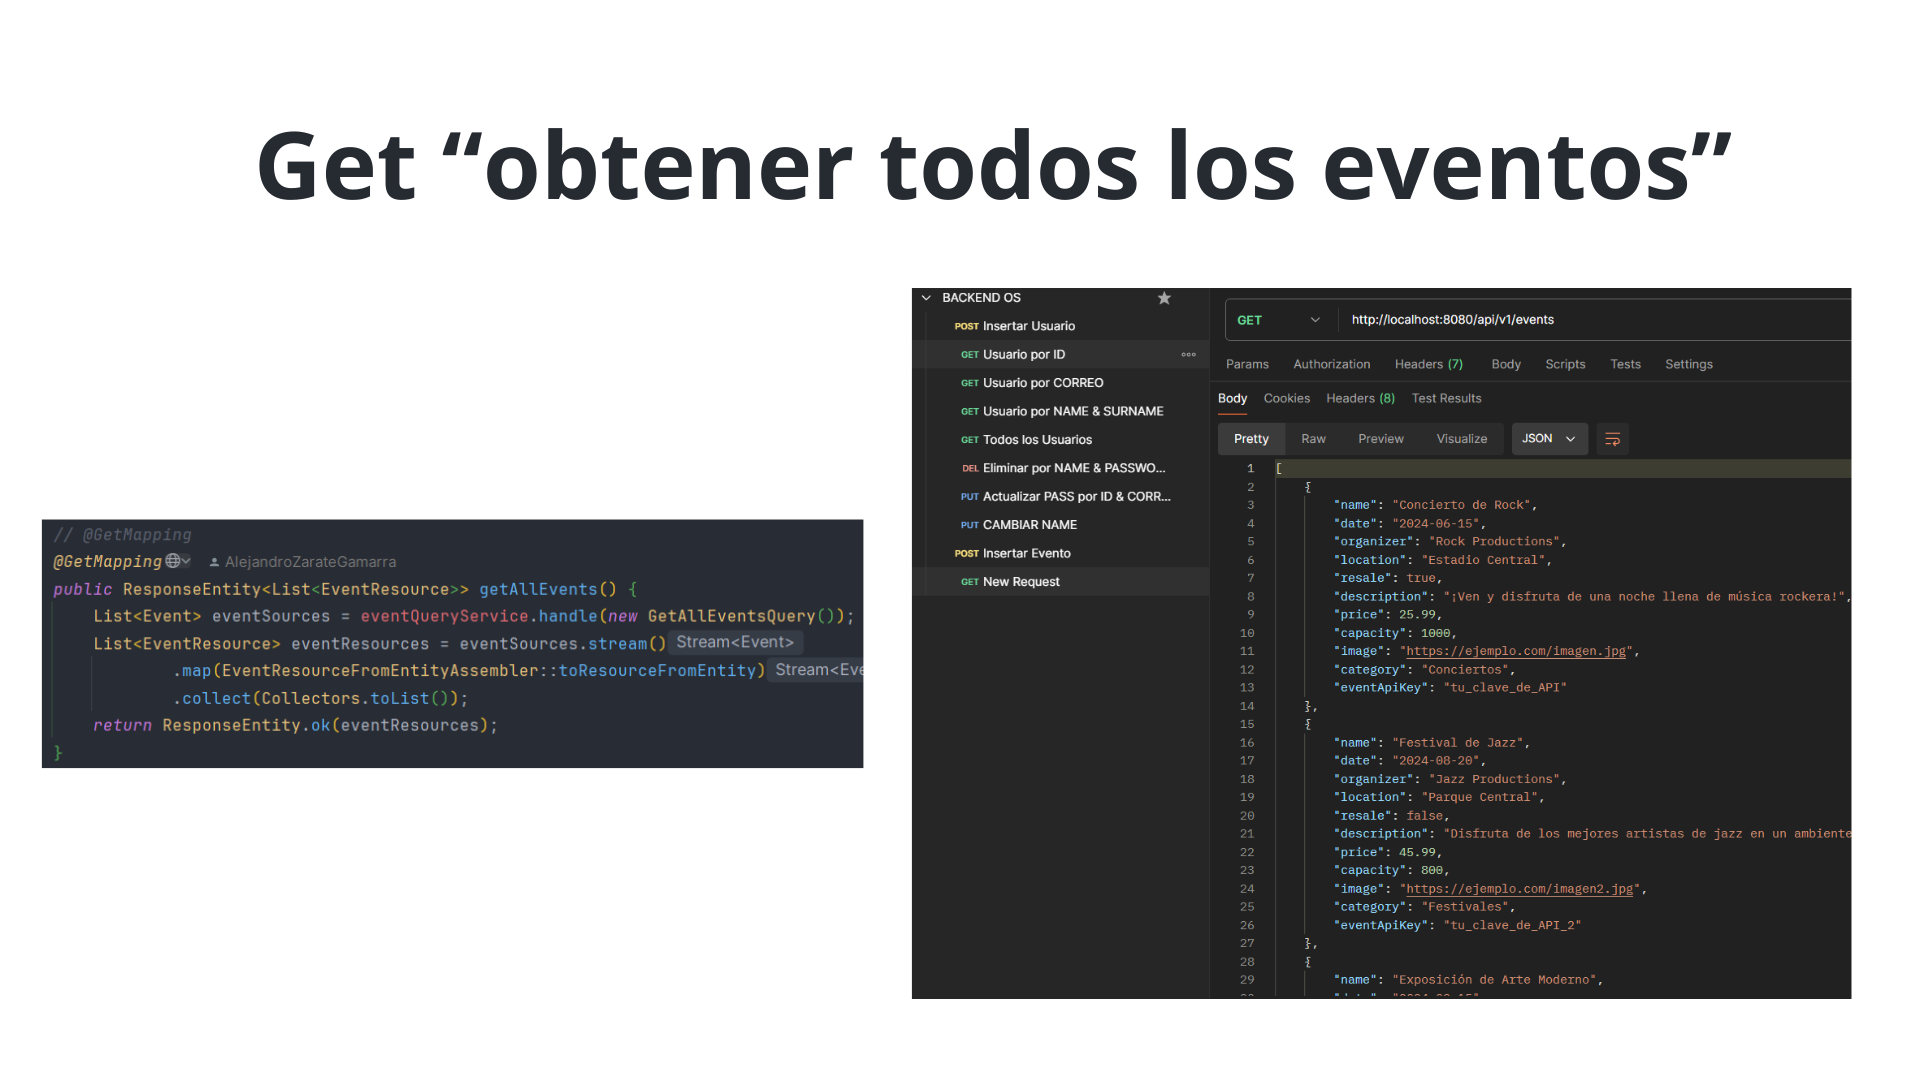 Get “obtener todos los eventos”
// @GetMapping
@GetMapping AlejandroZarateGamarra
public ResponseEntity<List<EventResource>> getAllEvents() {
List<Event> eventSources = eventQueryService.handle(new GetAllEventsQuery());
List<EventResource> eventResources = eventSources.stream() Stream<Event>
.map(EventResourceFromEntityAssembler::toResourceFromEntity) Stream<Eve
.collect(Collectors.toList());
return ResponseEntity.ok(eventResources);
}
BACKEND OS
POST Insertar Usuario
GET Usuario por ID
GET Usuario por CORREO
GET Usuario por NAME & SURNAME
GET Todos los Usuarios
DEL Eliminar por NAME & PASSWO...
PUT Actualizar PASS por ID & CORR...
PUT CAMBIAR NAME
POST Insertar Evento
GET New Request
GET http://localhost:8080/api/v1/events
Params Authorization Headers (7) Body Scripts Tests Settings
Body Cookies Headers (8) Test Results
Pretty Raw Preview Visualize JSON
1 [
2 {
3 "name": "Concierto de Rock",
4 "date": "2024-06-15",
5 "organizer": "Rock Productions",
6 "location": "Estadio Central",
7 "resale": true,
8 "description": "¡Ven y disfruta de una noche llena de música rockera!",
9 "price": 25.99,
10 "capacity": 1000,
11 "image": "https://ejemplo.com/imagen.jpg",
12 "category": "Conciertos",
13 "eventApiKey": "tu_clave_de_API"
14 },
15 {
16 "name": "Festival de Jazz",
17 "date": "2024-08-20",
18 "organizer": "Jazz Productions",
19 "location": "Parque Central",
20 "resale": false,
21 "description": "Disfruta de los mejores artistas de jazz en un ambiente
22 "price": 45.99,
23 "capacity": 800,
24 "image": "https://ejemplo.com/imagen2.jpg",
25 "category": "Festivales",
26 "eventApiKey": "tu_clave_de_API_2"
27 },
28 {
29 "name": "Exposición de Arte Moderno",